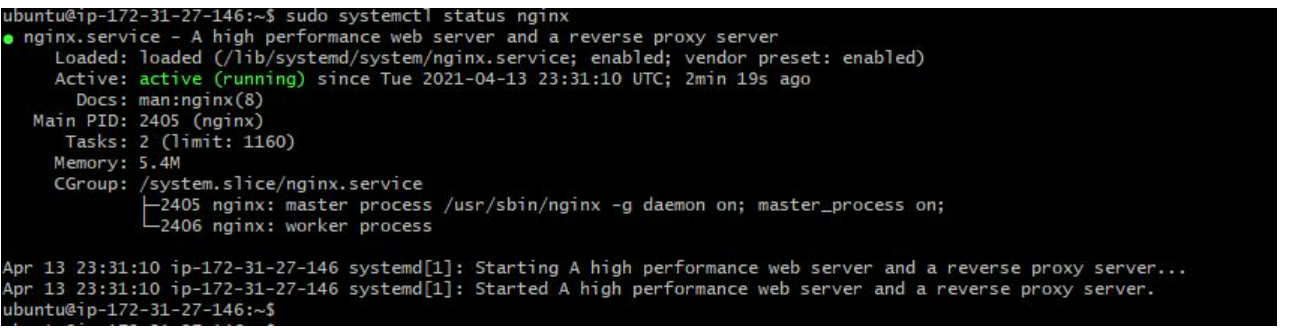 ubuntu@ip-172-31-27-146:~$ sudo systemctl status nginx
● nginx.service - A high performance web server and a reverse proxy server
     Loaded: loaded (/lib/systemd/system/nginx.service; enabled; vendor preset: enabled)
     Active: active (running) since Tue 2021-04-13 23:31:10 UTC; 2min 19s ago
       Docs: man:nginx(8)
   Main PID: 2405 (nginx)
      Tasks: 2 (limit: 1160)
     Memory: 5.4M
     CGroup: /system.slice/nginx.service
             ├─2405 nginx: master process /usr/sbin/nginx -g daemon on; master_process on;
             └─2406 nginx: worker process

Apr 13 23:31:10 ip-172-31-27-146 systemd[1]: Starting A high performance web server and a reverse proxy server...
Apr 13 23:31:10 ip-172-31-27-146 systemd[1]: Started A high performance web server and a reverse proxy server.
ubuntu@ip-172-31-27-146:~$